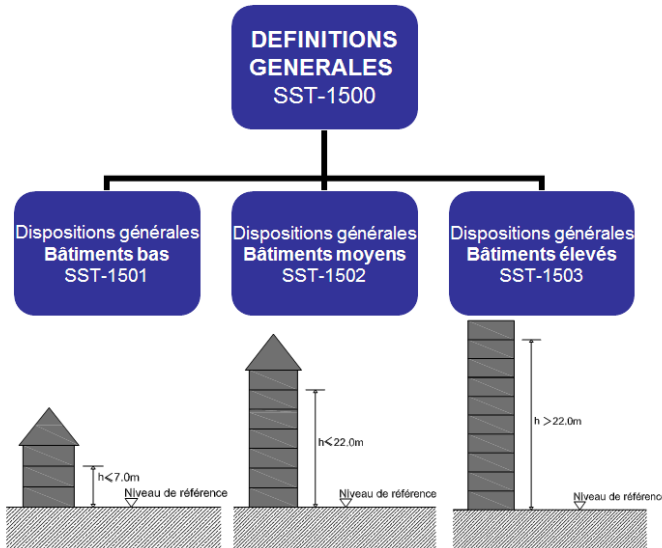 DEFINITIONS
GENERALES
SST-1500
Dispositions générales
Bâtiments bas
SST-1501
Dispositions générales
Bâtiments moyens
SST-1502
Dispositions générales
Bâtiments élevés
SST-1503
h⩽7.0m
Niveau de référence
h⩽22.0m
Niveau de référence
h >22.0m
Niveau de référence